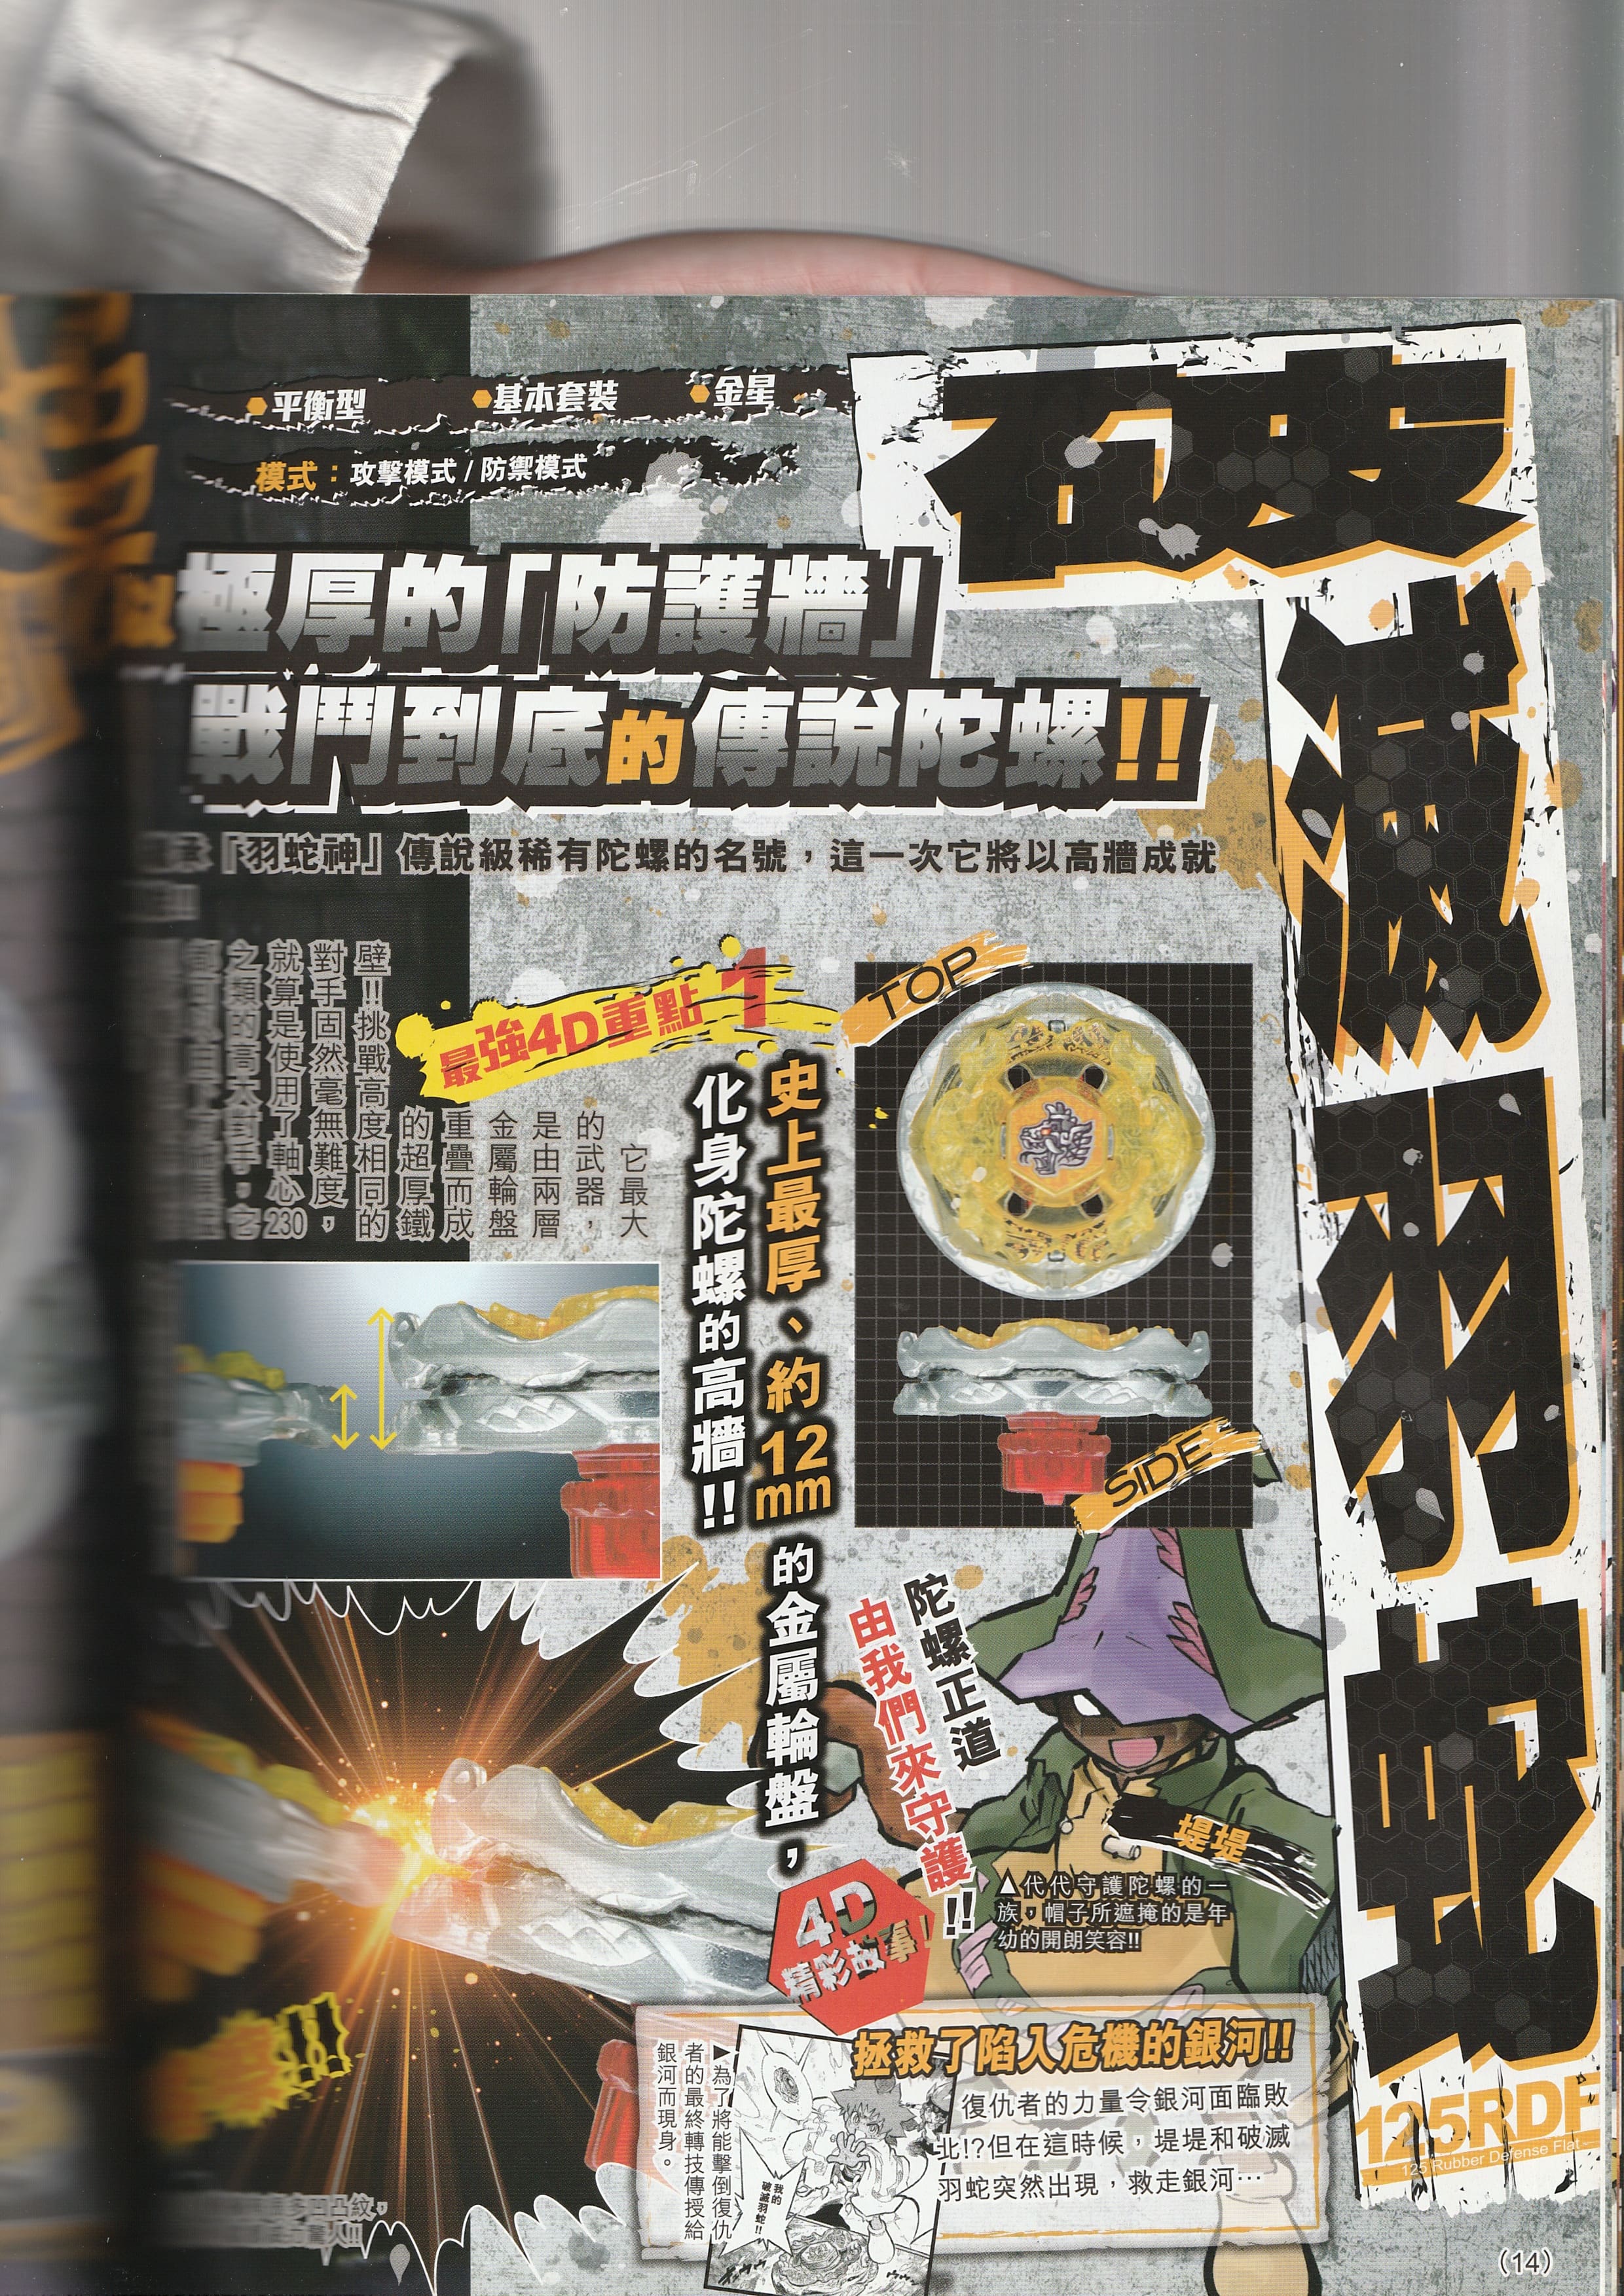 破滅羽蛇
125RDF
125 Rubber Defense Flat
平衡型
基本套裝
金星
模式：攻擊模式/防禦模式
極厚的「防護牆」
戰鬥到底的傳說陀螺!!
「羽蛇神」傳說級稀有陀螺的名號，這一次它將以高牆成就
TOP
SIDE
最強4D重點1
史上最厚、約12mm的金屬輪盤，
化身陀螺的高牆!!
它最大
的武器，
是由兩層
金屬輪盤
重疊而成
的超厚鐵
壁!!挑戰高度相同的
對手固然毫無難度，
就算是使用了軸心230
之類的高大對手，它
陀螺正道
由我們來守護!!
堤堤
▲代代守護陀螺的一
族，帽子所遮掩的是年
幼的開朗笑容!!
4D
精彩故事!
拯救了陷入危機的銀河!!
復仇者的力量令銀河面臨敗
北!?但在這時候，堤堤和破滅
羽蛇突然出現，救走銀河…
▶為了將能擊倒復仇
者的最終轉技傳授給
銀河而現身。
我的
破滅羽蛇!!
凹凸紋，
(14)